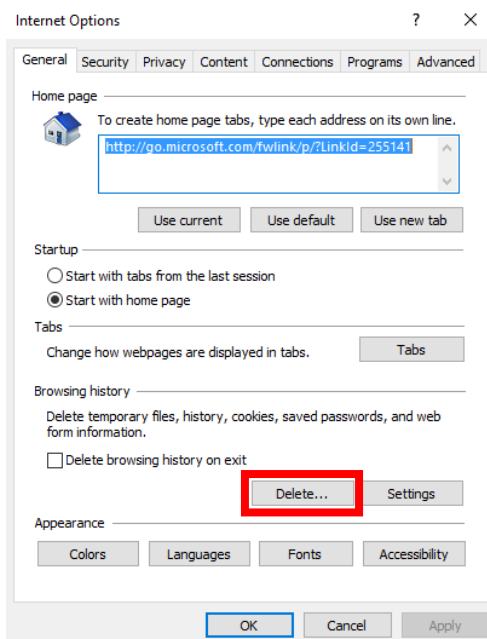 Internet Options ? ×
General Security Privacy Content Connections Programs Advanced
Home page
To create home page tabs, type each address on its own line.
http://go.microsoft.com/fwlink/p/?LinkId=255141
Use current Use default Use new tab
Startup
Start with tabs from the last session
Start with home page
Tabs
Change how webpages are displayed in tabs. Tabs
Browsing history
Delete temporary files, history, cookies, saved passwords, and web
form information.
Delete browsing history on exit
Delete... Settings
Appearance
Colors Languages Fonts Accessibility
OK Cancel Apply